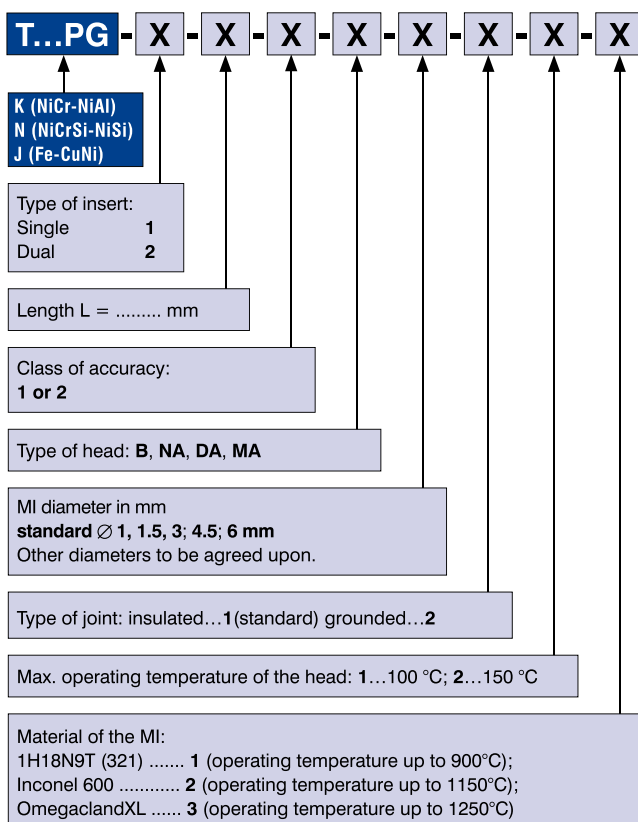 T...PG - X - X - X - X - X - X - X - X
K (NiCr-NiAl)
N (NiCrSi-NiSi)
J (Fe-CuNi)
Type of insert:
Single 1
Dual 2
Length L = ......... mm
Class of accuracy:
1 or 2
Type of head: B, NA, DA, MA
MI diameter in mm
standard ∅ 1, 1.5, 3; 4.5; 6 mm
Other diameters to be agreed upon.
Type of joint: insulated…1(standard) grounded…2
Max. operating temperature of the head: 1…100 °C; 2…150 °C
Material of the MI:
1H18N9T (321) ....... 1 (operating temperature up to 900°C);
Inconel 600 ............ 2 (operating temperature up to 1150°C);
OmegaclandXL ...... 3 (operating temperature up to 1250°C)